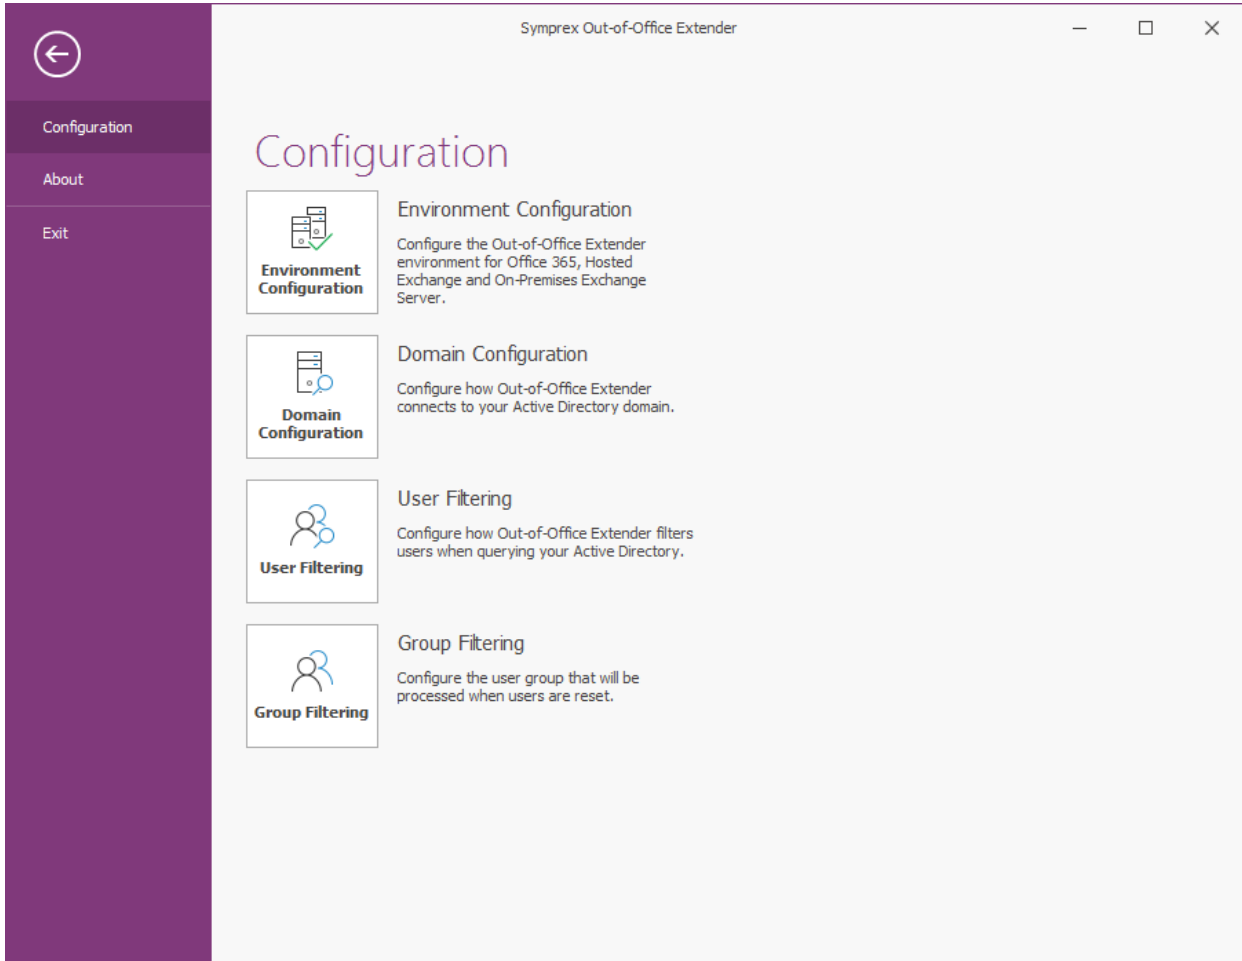 Symprex Out-of-Office Extender
Configuration
About
Exit
Configuration
Environment
Configuration
Environment Configuration
Configure the Out-of-Office Extender
environment for Office 365, Hosted
Exchange and On-Premises Exchange
Server.
Domain
Configuration
Domain Configuration
Configure how Out-of-Office Extender
connects to your Active Directory domain.
User Filtering
User Filtering
Configure how Out-of-Office Extender filters
users when querying your Active Directory.
Group Filtering
Group Filtering
Configure the user group that will be
processed when users are reset.